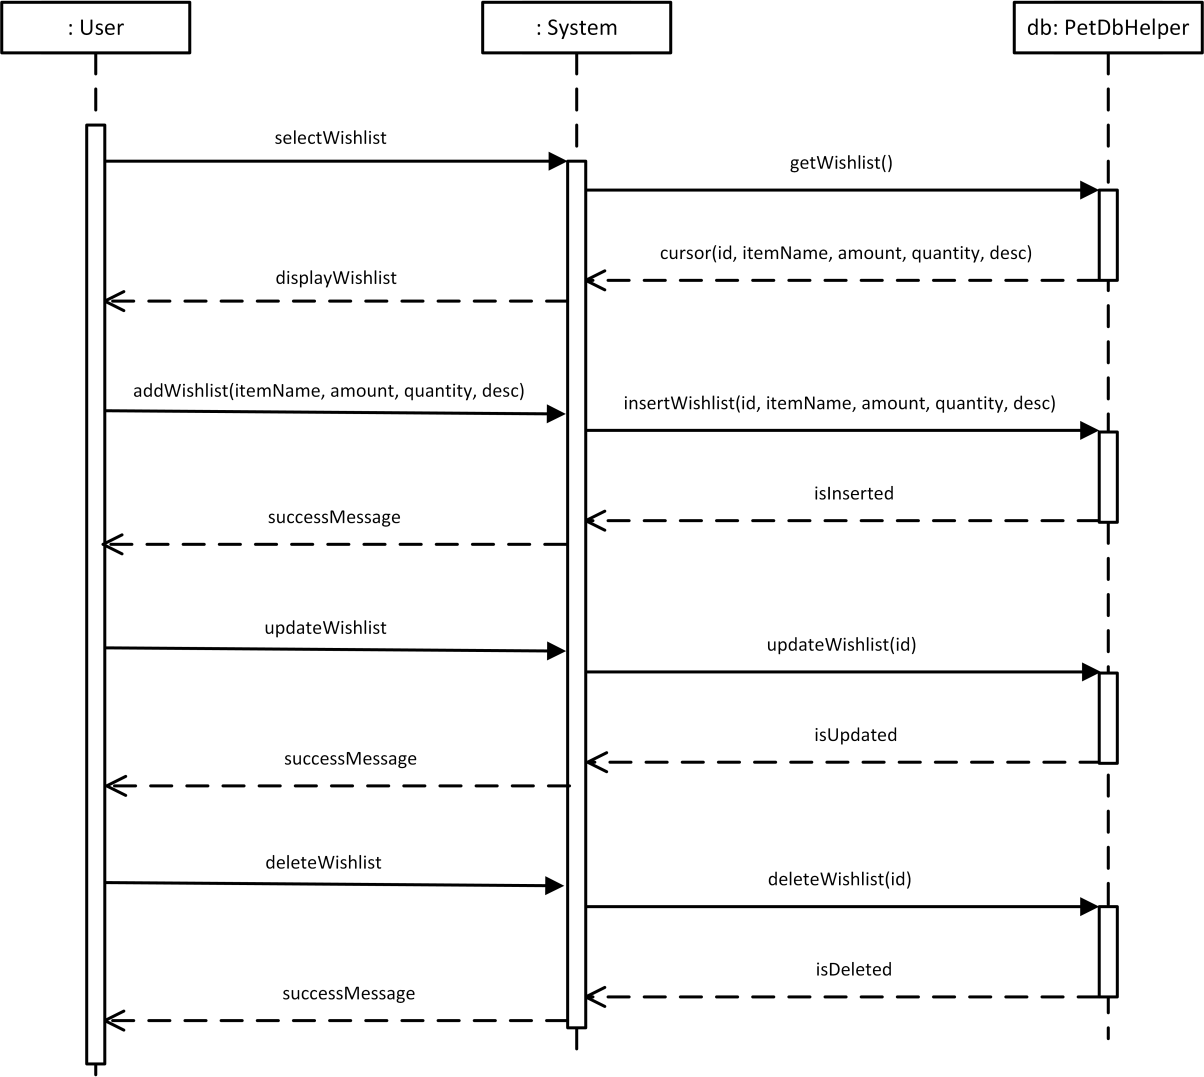 : User
: System
db: PetDbHelper
selectWishlist
getWishlist()
cursor(id, itemName, amount, quantity, desc)
displayWishlist
addWishlist(itemName, amount, quantity, desc)
insertWishlist(id, itemName, amount, quantity, desc)
isInserted
successMessage
updateWishlist
updateWishlist(id)
isUpdated
successMessage
deleteWishlist
deleteWishlist(id)
isDeleted
successMessage